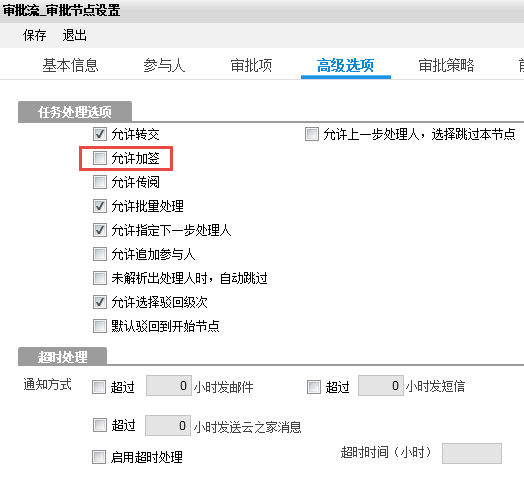 审批流_审批节点设置
保存 退出
基本信息 参与人 审批项 高级选项 审批策略
任务处理选项
允许转交 允许上一步处理人，选择跳过本节点
允许加签
允许传阅
允许批量处理
允许指定下一步处理人
允许追加参与人
未解析出处理人时，自动跳过
允许选择驳回级次
默认驳回到开始节点
超时处理
通知方式 超过 0 小时发邮件 超过 0 小时发短信
超过 0 小时发送云之家消息
启用超时处理 超时时间（小时）